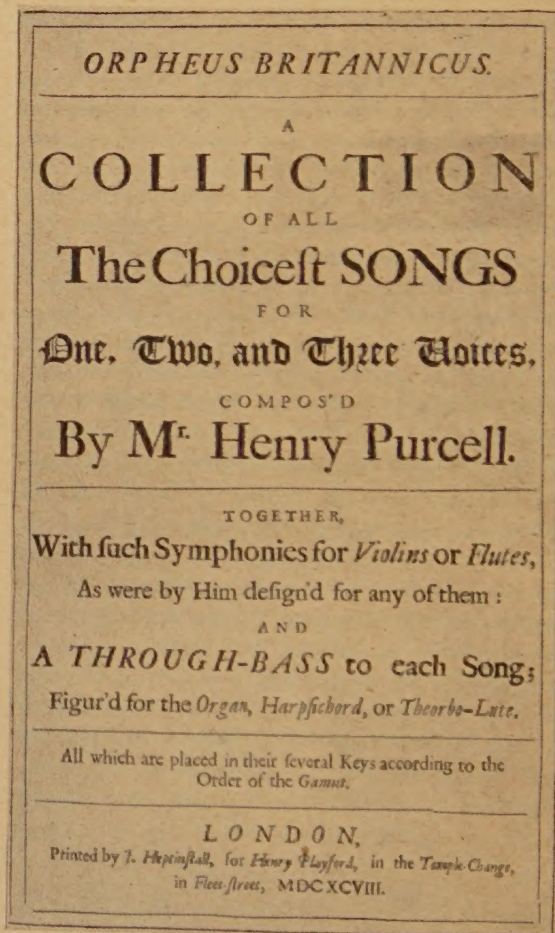 ORPHEUS BRITANNICUS.
A
COLLECTION
OF ALL
The Choiceſt SONGS
FOR
One, Two, and Three Voices,
COMPOS'D
By Mr. Henry Purcell.
TOGETHER,
With ſuch Symphonies for Violins or Flutes,
As were by Him deſign'd for any of them :
AND
A THROUGH-BASS to each Song;
Figur'd for the Organ, Harpſichord, or Theorbo-Lute.
All which are placed in their ſeveral Keys according to the
Order of the Gamut.
LONDON,
Printed by J. Heptinſtall, for Henry Playford, in the Temple-Change,
in Fleet-ſtreet, MDCXCVIII.